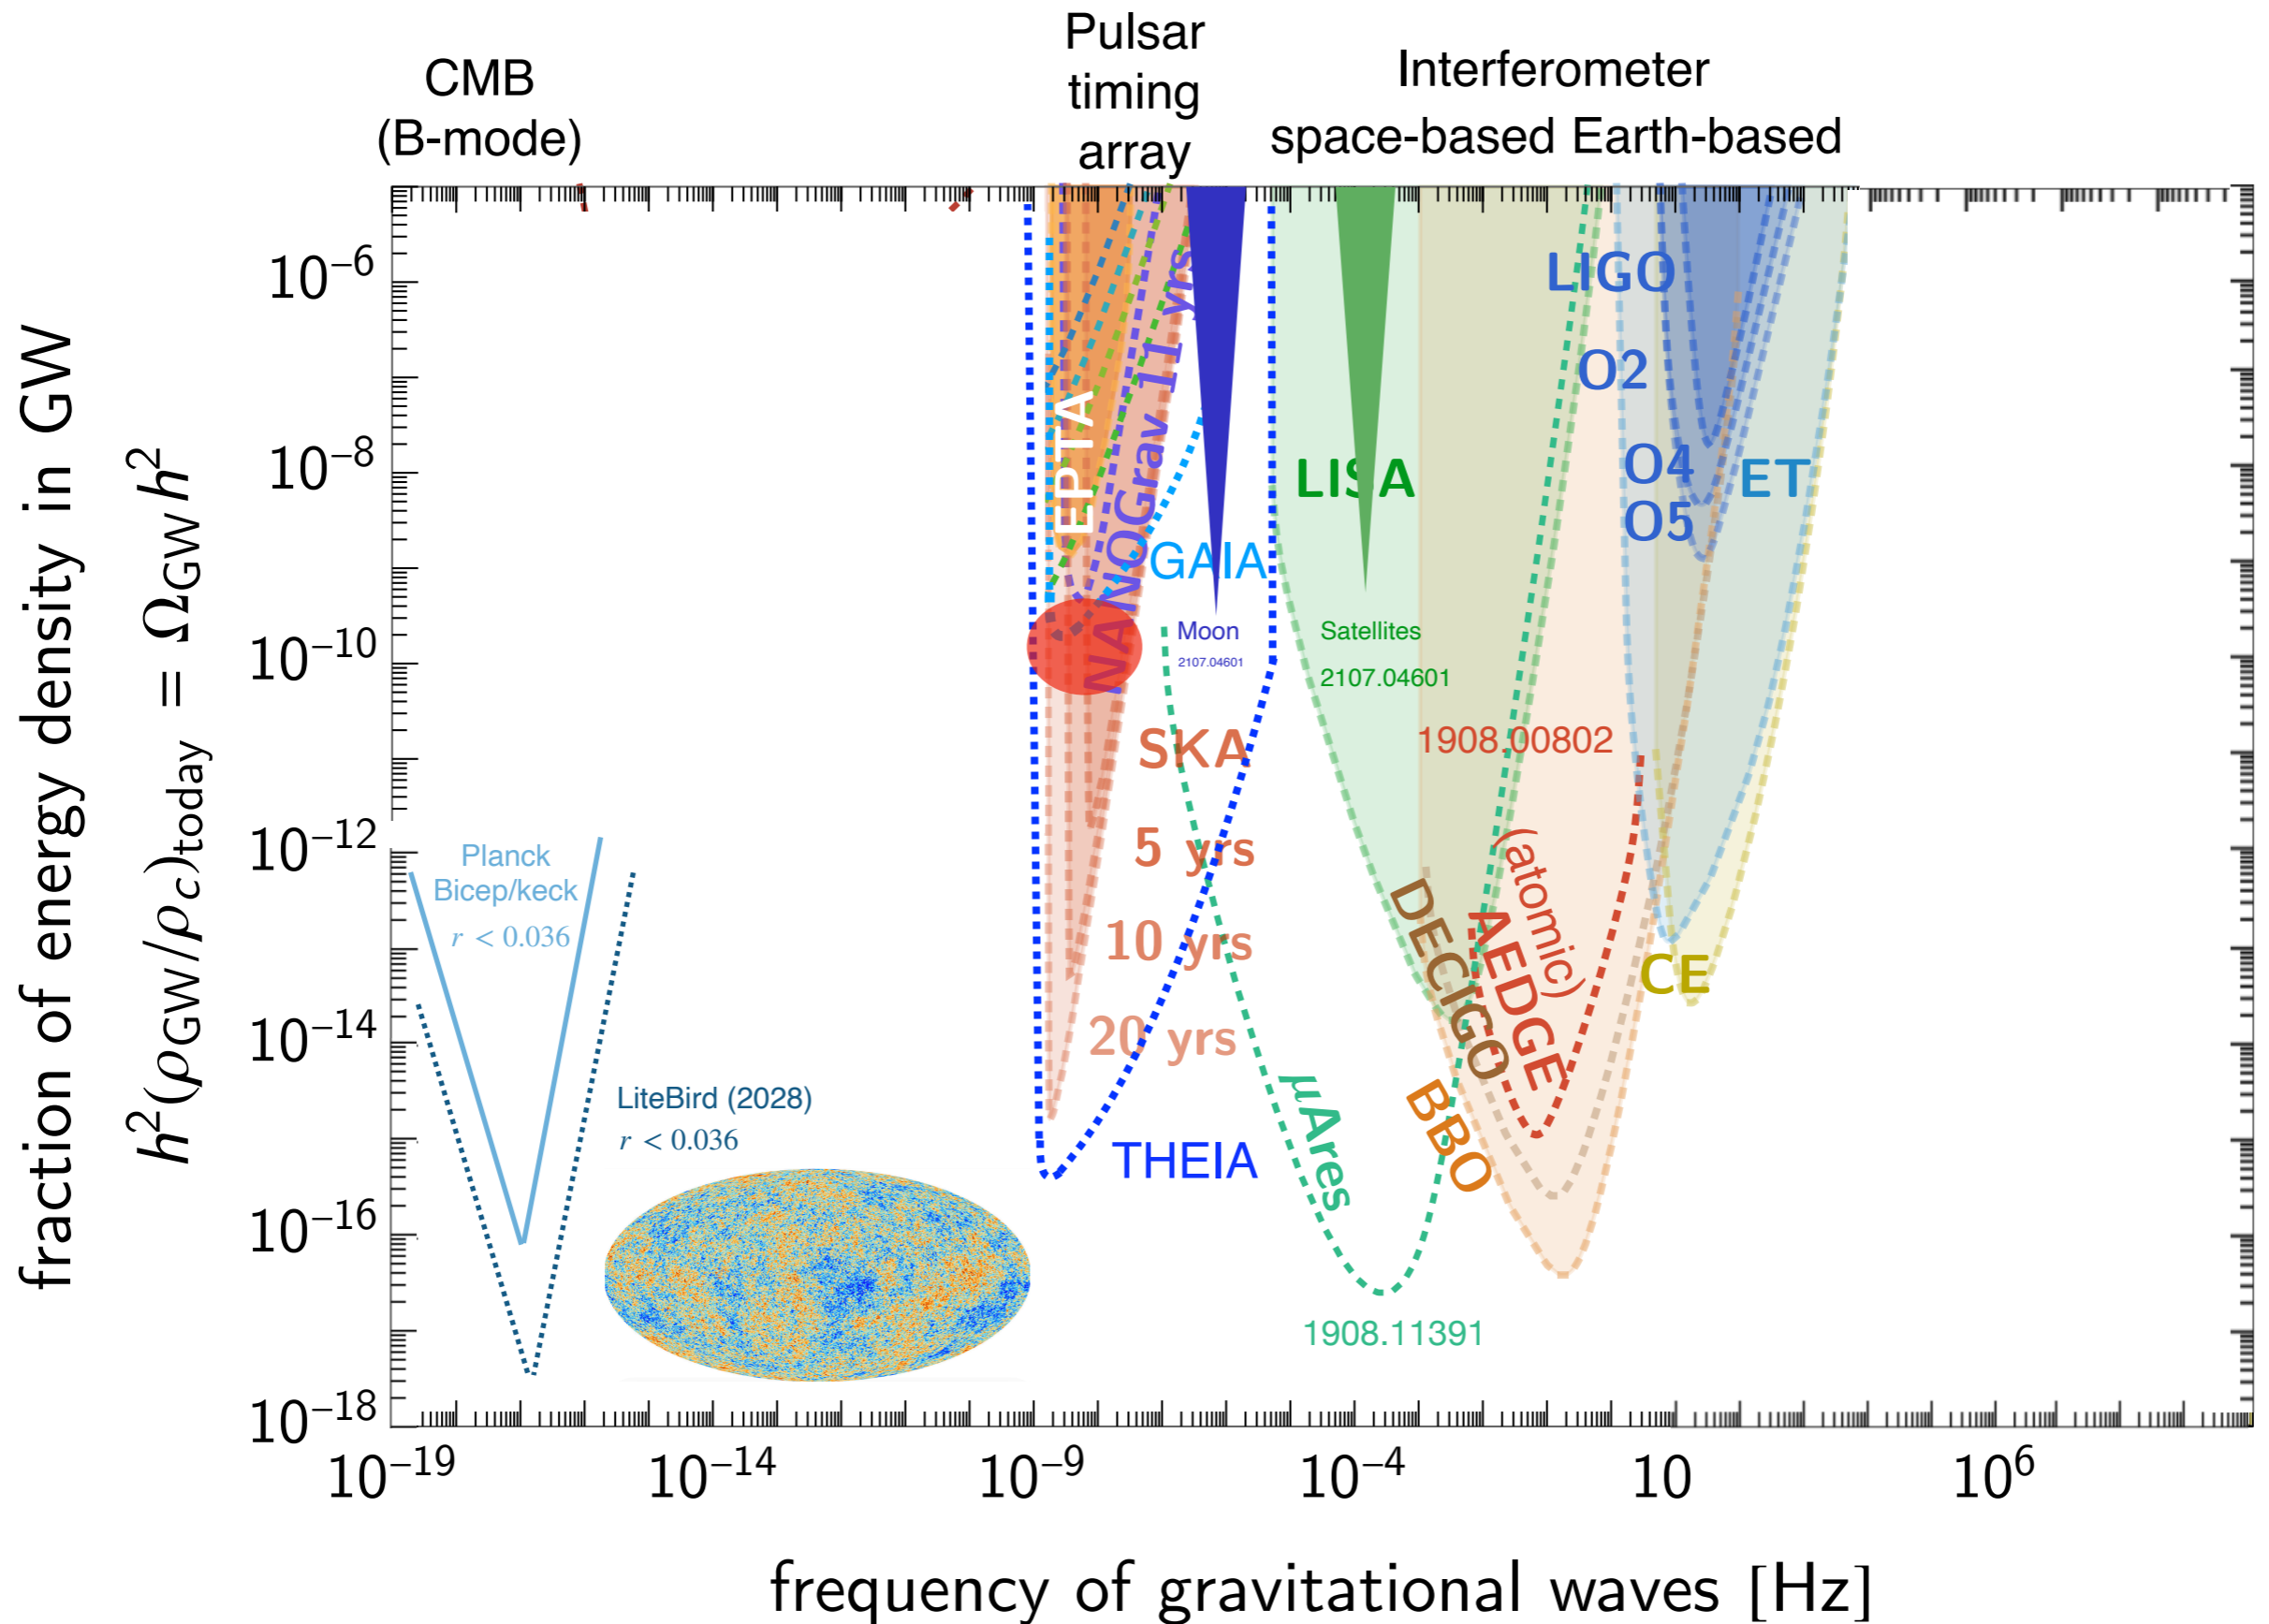 CMB
(B-mode)
Pulsar
timing
array
Interferometer
space-based Earth-based
fraction of energy density in GW
h²(ρGW/ρc)today = ΩGW h²
10⁻⁶
10⁻⁸
10⁻¹⁰
10⁻¹²
10⁻¹⁴
10⁻¹⁶
10⁻¹⁸
Planck
Bicep/keck
r < 0.036
LiteBird (2028)
r < 0.036
EPTA
NANOGrav 11 yrs
GAIA
Moon
2107.04601
SKA
5 yrs
10 yrs
20 yrs
THEIA
LISA
Satellites
2107.04601
μAres
1908.11391
1908.00802
(atomic)
AEDGE
DECIGO
BBO
LIGO
O2
O4
O5
ET
CE
10⁻¹⁹
10⁻¹⁴
10⁻⁹
10⁻⁴
10
10⁶
frequency of gravitational waves [Hz]